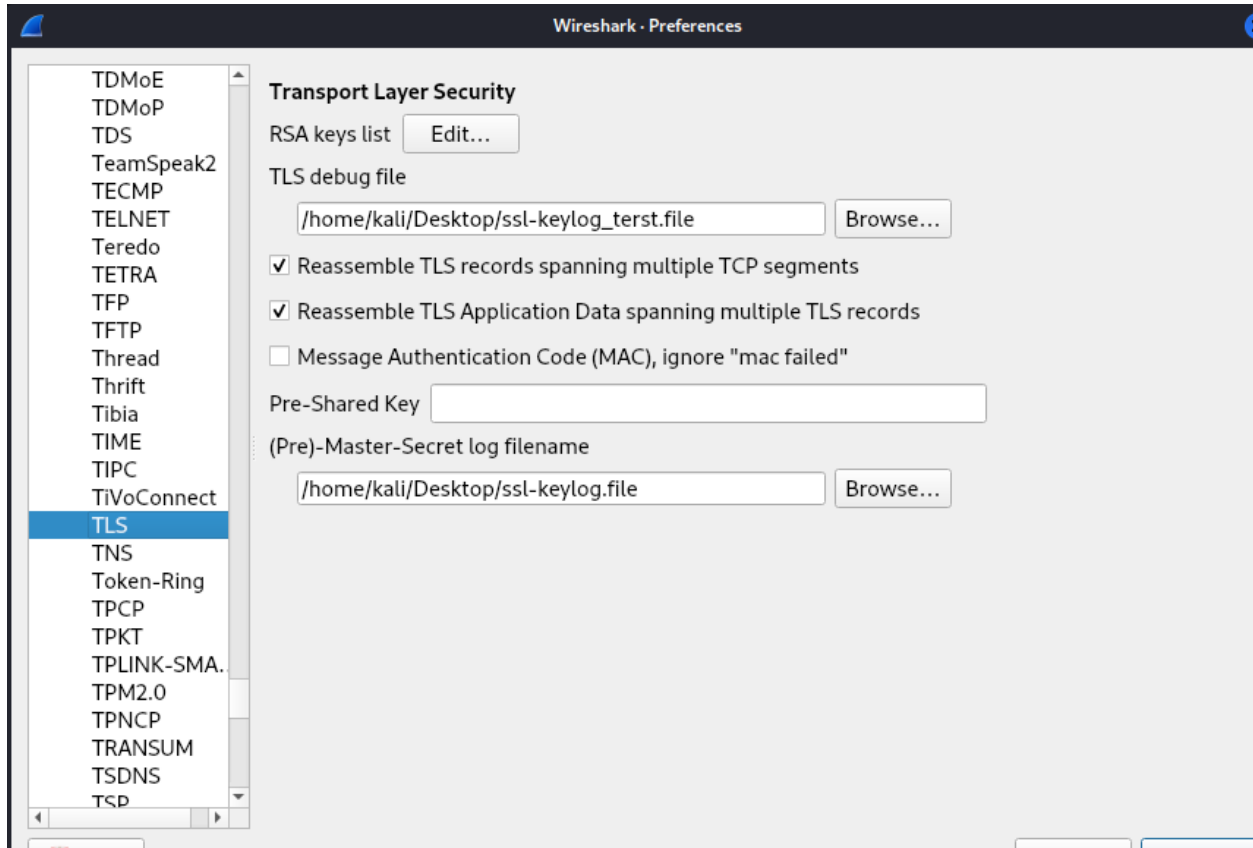 Wireshark · Preferences
TDMoE
TDMoP
TDS
TeamSpeak2
TECMP
TELNET
Teredo
TETRA
TFP
TFTP
Thread
Thrift
Tibia
TIME
TIPC
TiVoConnect
TLS
TNS
Token-Ring
TPCP
TPKT
TPLINK-SMA..
TPM2.0
TPNCP
TRANSUM
TSDNS
TSP
Transport Layer Security
RSA keys list Edit...
TLS debug file
/home/kali/Desktop/ssl-keylog_terst.file Browse...
Reassemble TLS records spanning multiple TCP segments
Reassemble TLS Application Data spanning multiple TLS records
Message Authentication Code (MAC), ignore "mac failed"
Pre-Shared Key
(Pre)-Master-Secret log filename
/home/kali/Desktop/ssl-keylog.file Browse...